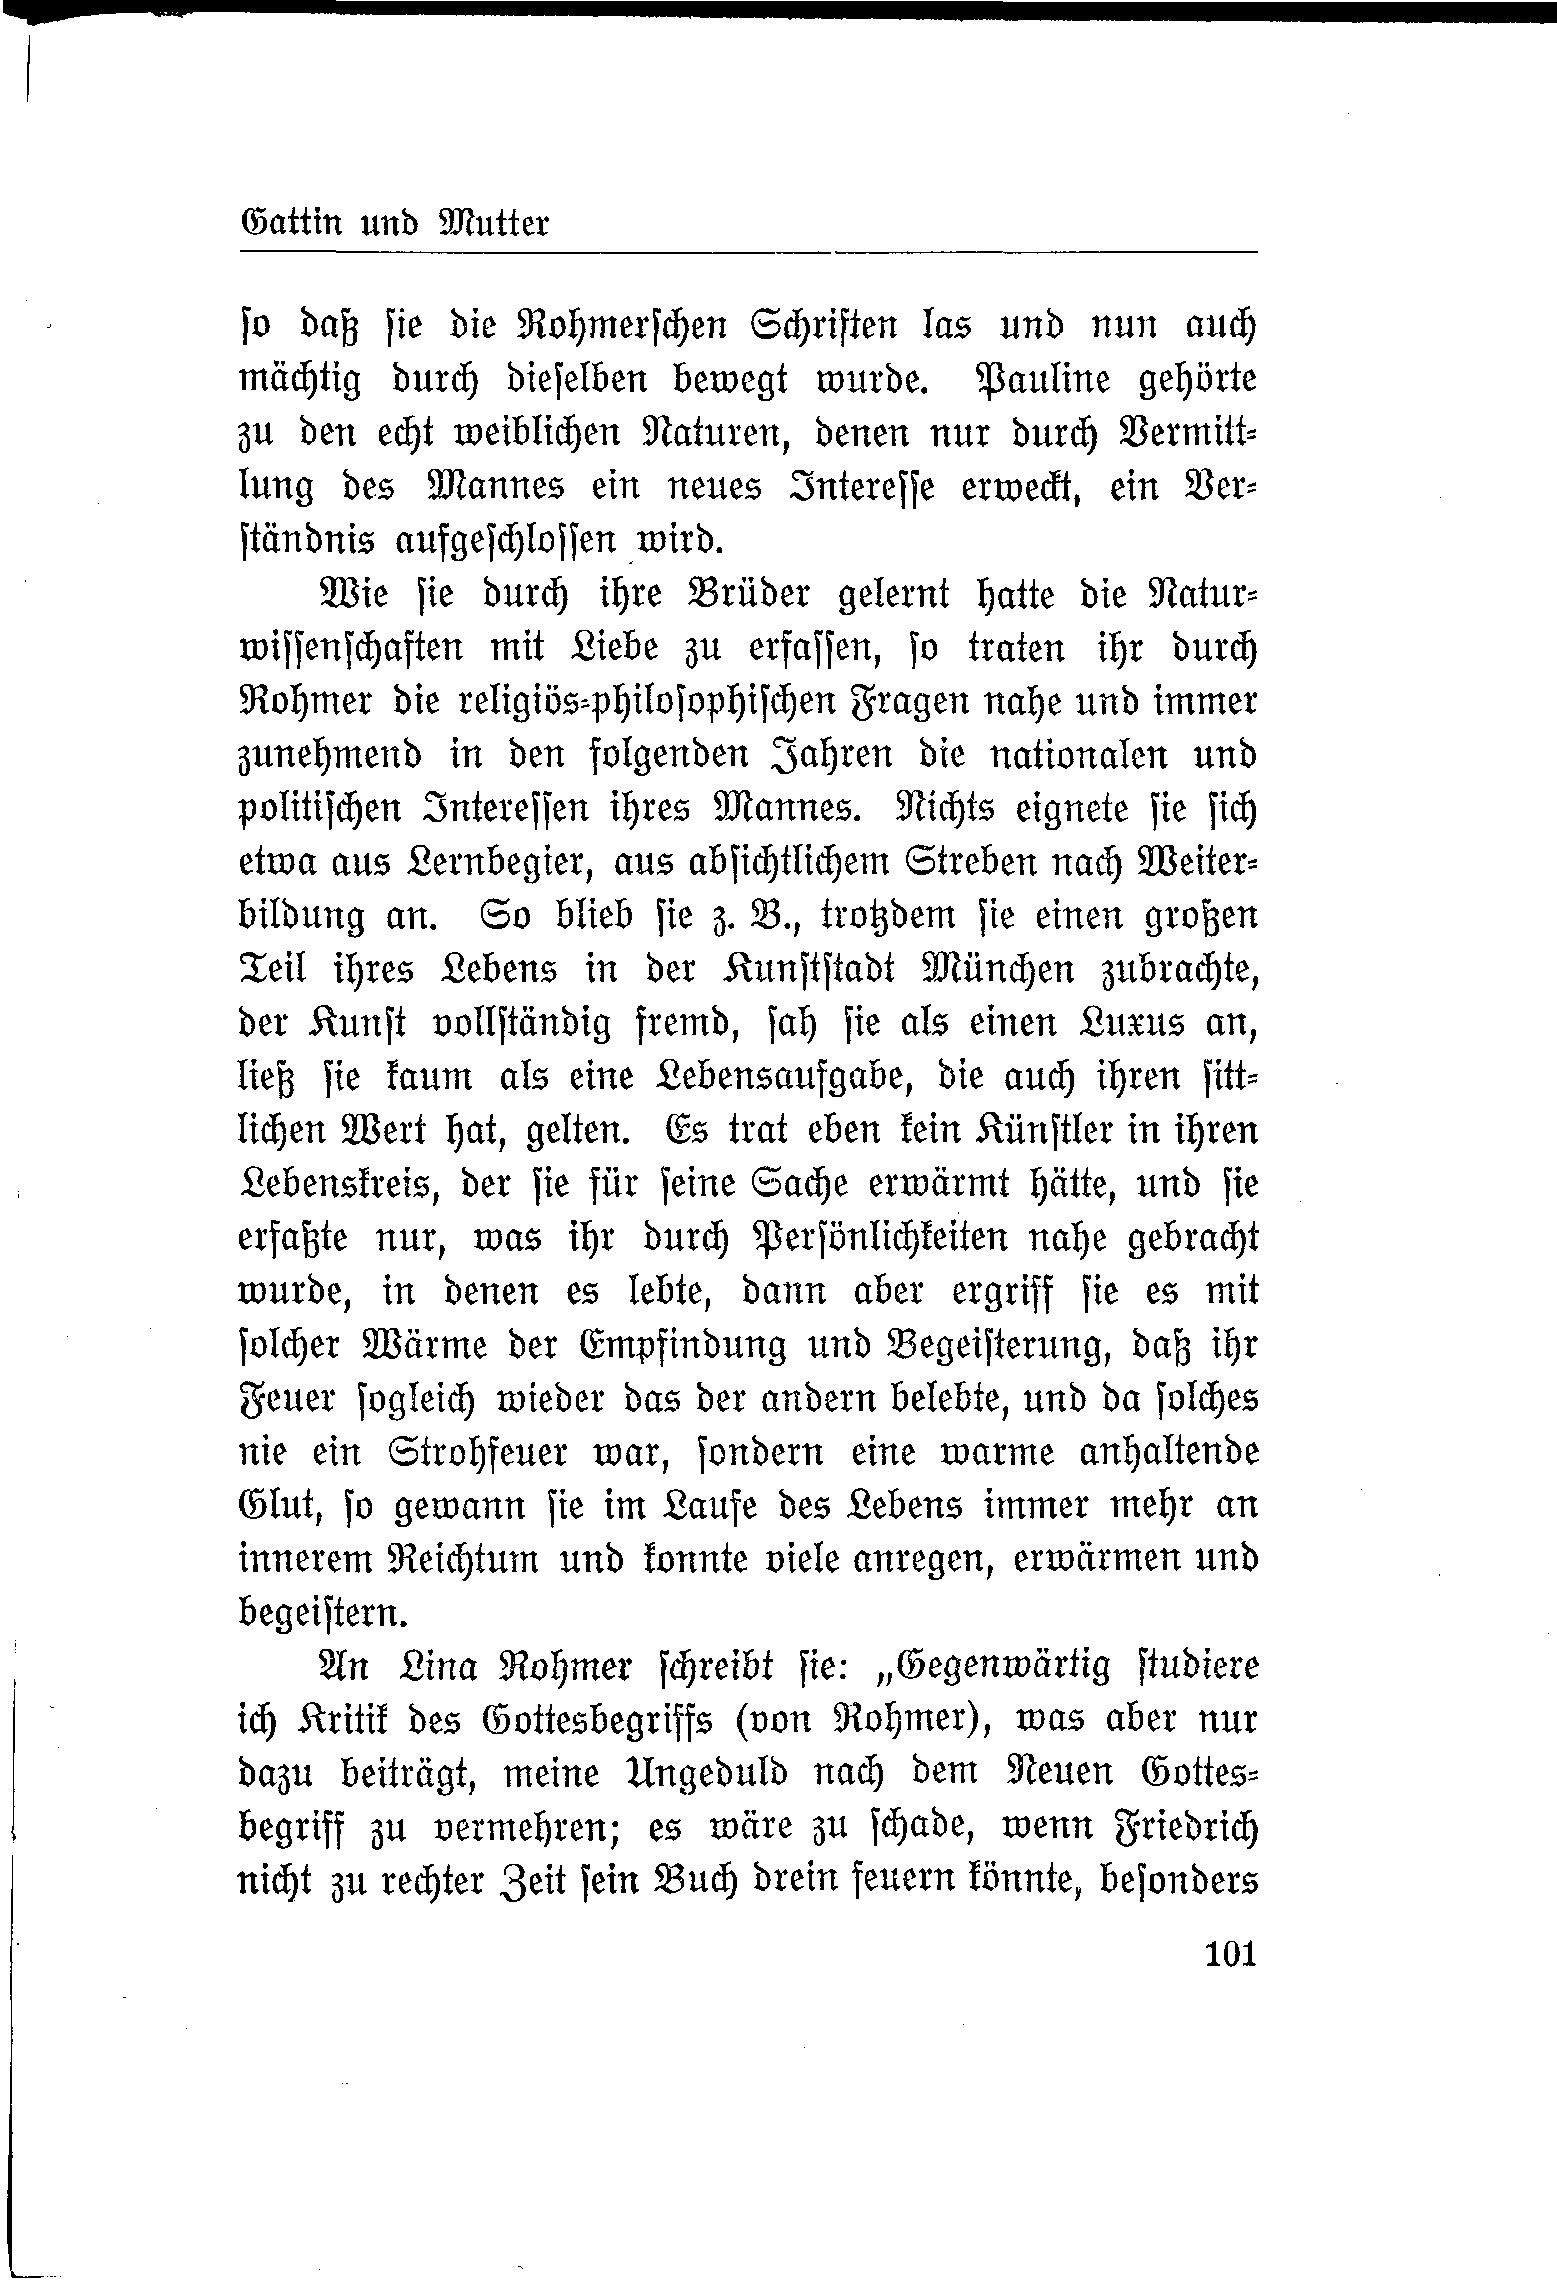 Gattin und Mutter
so daß sie die Rohmerschen Schriften las und nun auch
mächtig durch dieselben bewegt wurde. Pauline gehörte
zu den echt weiblichen Naturen, denen nur durch Vermitt-
lung des Mannes ein neues Interesse erweckt, ein Ver-
ständnis aufgeschlossen wird.
Wie sie durch ihre Brüder gelernt hatte die Natur-
wissenschaften mit Liebe zu erfassen, so traten ihr durch
Rohmer die religiös-philosophischen Fragen nahe und immer
zunehmend in den folgenden Jahren die nationalen und
politischen Interessen ihres Mannes. Nichts eignete sie sich
etwa aus Lernbegier, aus absichtlichem Streben nach Weiter-
bildung an. So blieb sie z. B., trotzdem sie einen großen
Teil ihres Lebens in der Kunststadt München zubrachte,
der Kunst vollständig fremd, sah sie als einen Luxus an,
ließ sie kaum als eine Lebensaufgabe, die auch ihren sitt-
lichen Wert hat, gelten. Es trat eben kein Künstler in ihren
Lebenskreis, der sie für seine Sache erwärmt hätte, und sie
erfaßte nur, was ihr durch Persönlichkeiten nahe gebracht
wurde, in denen es lebte, dann aber ergriff sie es mit
solcher Wärme der Empfindung und Begeisterung, daß ihr
Feuer sogleich wieder das der andern belebte, und da solches
nie ein Strohfeuer war, sondern eine warme anhaltende
Glut, so gewann sie im Laufe des Lebens immer mehr an
innerem Reichtum und konnte viele anregen, erwärmen und
begeistern.
An Lina Rohmer schreibt sie: „Gegenwärtig studiere
ich Kritik des Gottesbegriffs (von Rohmer), was aber nur
dazu beiträgt, meine Ungeduld nach dem Neuen Gottes-
begriff zu vermehren; es wäre zu schade, wenn Friedrich
nicht zu rechter Zeit sein Buch drein feuern könnte, besonders
101